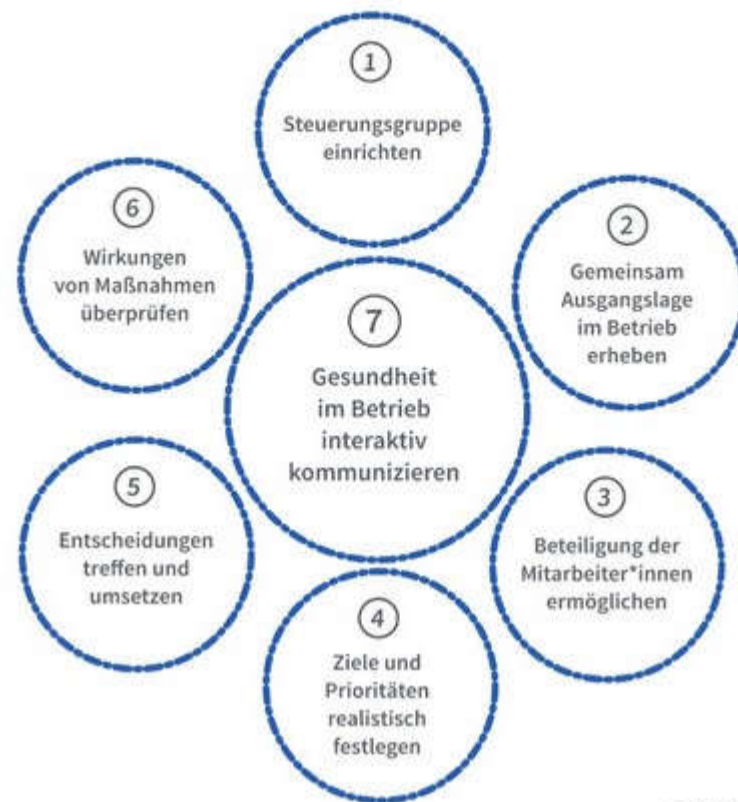 1
Steuerungsgruppe
einrichten
2
Gemeinsam
Ausgangslage
im Betrieb
erheben
3
Beteiligung der
Mitarbeiter*innen
ermöglichen
4
Ziele und
Prioritäten
realistisch
festlegen
5
Entscheidungen
treffen und
umsetzen
6
Wirkungen
von Maßnahmen
überprüfen
7
Gesundheit
im Betrieb
interaktiv
kommunizieren